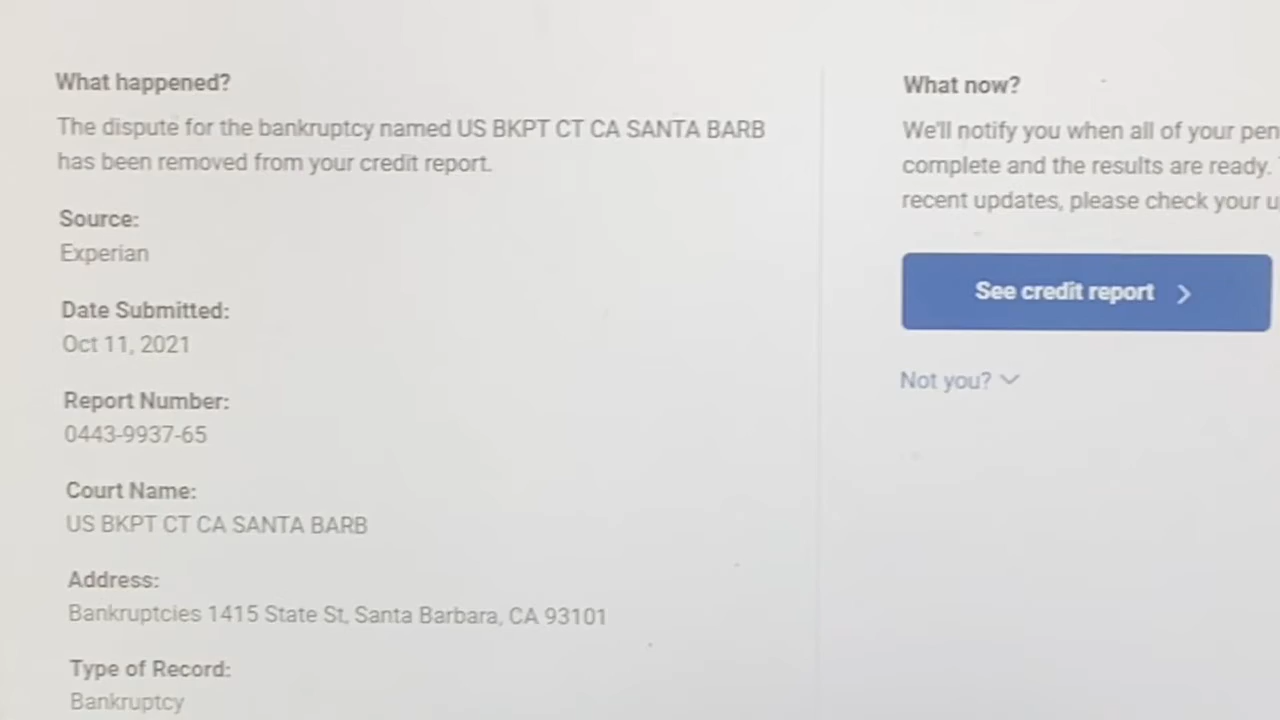 What happened?
The dispute for the bankruptcy named US BKPT CT CA SANTA BARB
has been removed from your credit report.
Source:
Experian
Date Submitted:
Oct 11, 2021
Report Number:
0443-9937-65
Court Name:
US BKPT CT CA SANTA BARB
Address:
Bankruptcies 1415 State St, Santa Barbara, CA 93101
Type of Record:
Bankruptcy
What now?
We'll notify you when all of your
complete and the results are ready.
recent updates, please check your
See credit report
Not you?